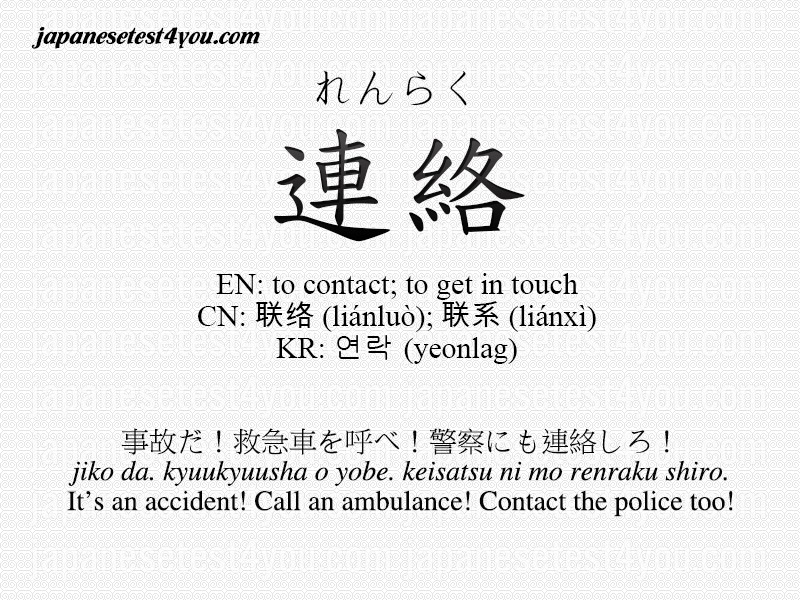 japanesetest4you.com
れんらく
連絡
EN: to contact; to get in touch
CN: 联络 (liánluò); 联系 (liánxì)
KR: 연락 (yeonlag)
事故だ！救急車を呼べ！警察にも連絡しろ！
jiko da. kyuukyuusha o yobe. keisatsu ni mo renraku shiro.
It’s an accident! Call an ambulance! Contact the police too!